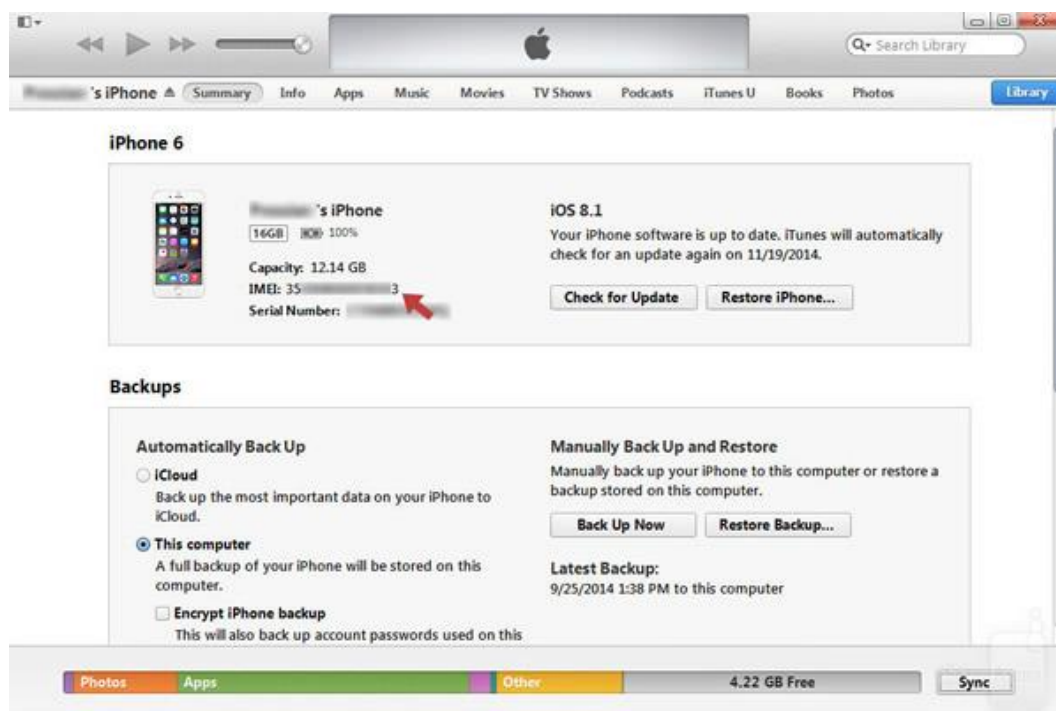 Search Library
's iPhone Summary Info Apps Music Movies TV Shows Podcasts iTunes U Books Photos Library
iPhone 6
's iPhone
16GB 100%
Capacity: 12.14 GB
IMEI: 35 3
Serial Number:
iOS 8.1
Your iPhone software is up to date. iTunes will automatically
check for an update again on 11/19/2014.
Check for Update Restore iPhone...
Backups
Automatically Back Up
iCloud
Back up the most important data on your iPhone to
iCloud.
This computer
A full backup of your iPhone will be stored on this
computer.
Encrypt iPhone backup
This will also back up account passwords used on this
Manually Back Up and Restore
Manually back up your iPhone to this computer or restore a
backup stored on this computer.
Back Up Now Restore Backup...
Latest Backup:
9/25/2014 1:38 PM to this computer
Photos Apps Other 4.22 GB Free Sync